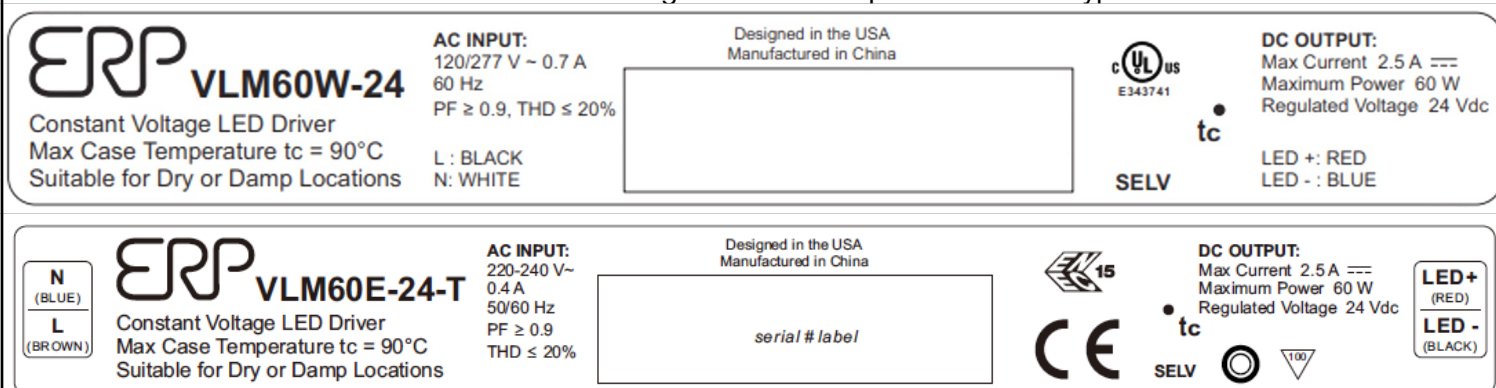 ERP VLM60W-24
Constant Voltage LED Driver
Max Case Temperature tc = 90°C
Suitable for Dry or Damp Locations
AC INPUT:
120/277 V ~ 0.7 A
60 Hz
PF ≥ 0.9, THD ≤ 20%
L : BLACK
N: WHITE
Designed in the USA
Manufactured in China
c UL us
E343741
tc
SELV
DC OUTPUT:
Max Current 2.5 A ⎓
Maximum Power 60 W
Regulated Voltage 24 Vdc
LED +: RED
LED - : BLUE
N
(BLUE)
L
(BROWN)
ERP VLM60E-24-T
Constant Voltage LED Driver
Max Case Temperature tc = 90°C
Suitable for Dry or Damp Locations
AC INPUT:
220-240 V~
0.4 A
50/60 Hz
PF ≥ 0.9
THD ≤ 20%
Designed in the USA
Manufactured in China
serial # label
ENEC 15
CE
tc
SELV
100
DC OUTPUT:
Max Current 2.5 A ⎓
Maximum Power 60 W
Regulated Voltage 24 Vdc
LED+
(RED)
LED -
(BLACK)